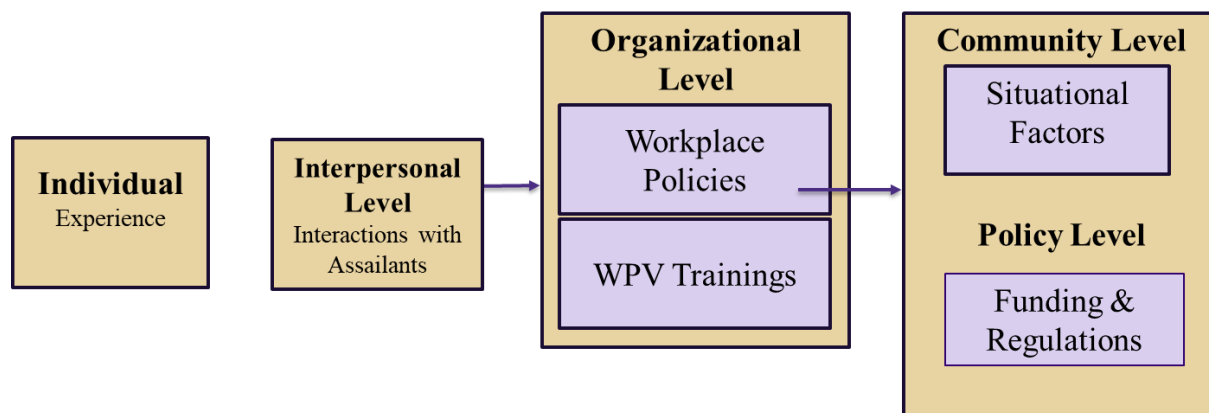 Individual
Experience
Interpersonal
Level
Interactions with
Assailants
Organizational
Level
Workplace
Policies
WPV Trainings
Community Level
Situational
Factors
Policy Level
Funding &
Regulations